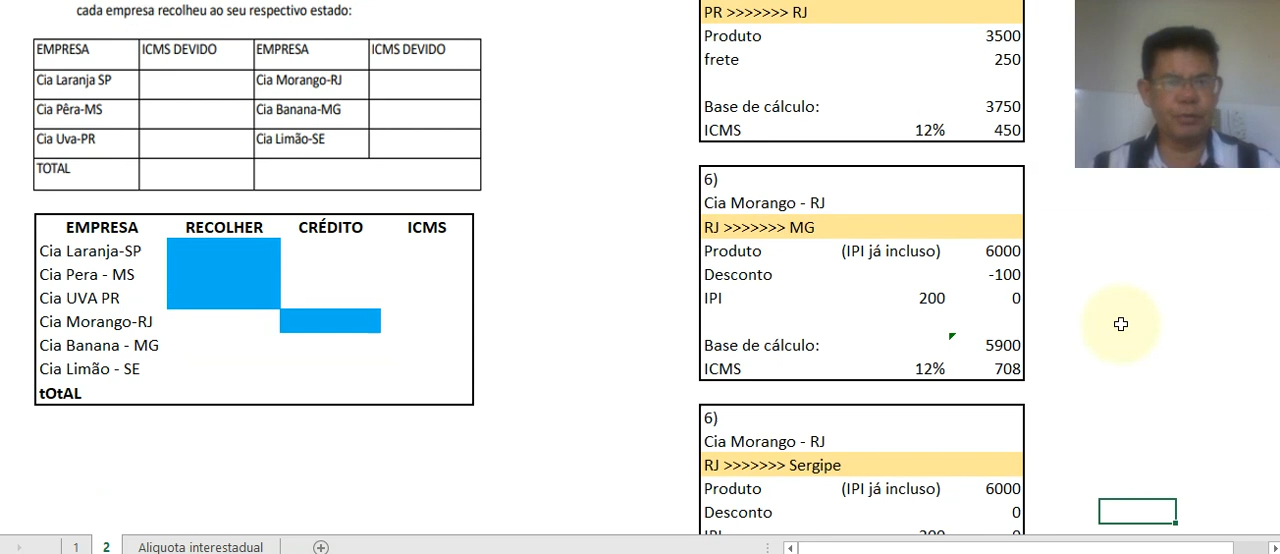 cada empresa recolheu ao seu respectivo estado:
EMPRESA ICMS DEVIDO EMPRESA ICMS DEVIDO
Cia Laranja SP Cia Morango-RJ
Cia Pêra-MS Cia Banana-MG
Cia Uva-PR Cia Limão-SE
TOTAL
EMPRESA RECOLHER CRÉDITO ICMS
Cia Laranja-SP
Cia Pera - MS
Cia UVA PR
Cia Morango-RJ
Cia Banana - MG
Cia Limão - SE
tOtAL
PR >>>>>>> RJ
Produto 3500
frete 250
Base de cálculo: 3750
ICMS 12% 450
6)
Cia Morango - RJ
RJ >>>>>>> MG
Produto (IPI já incluso) 6000
Desconto -100
IPI 200 0
Base de cálculo: 5900
ICMS 12% 708
6)
Cia Morango - RJ
RJ >>>>>>> Sergipe
Produto (IPI já incluso) 6000
Desconto 0
IPI 200 0
1 2 Aliquota interestadual